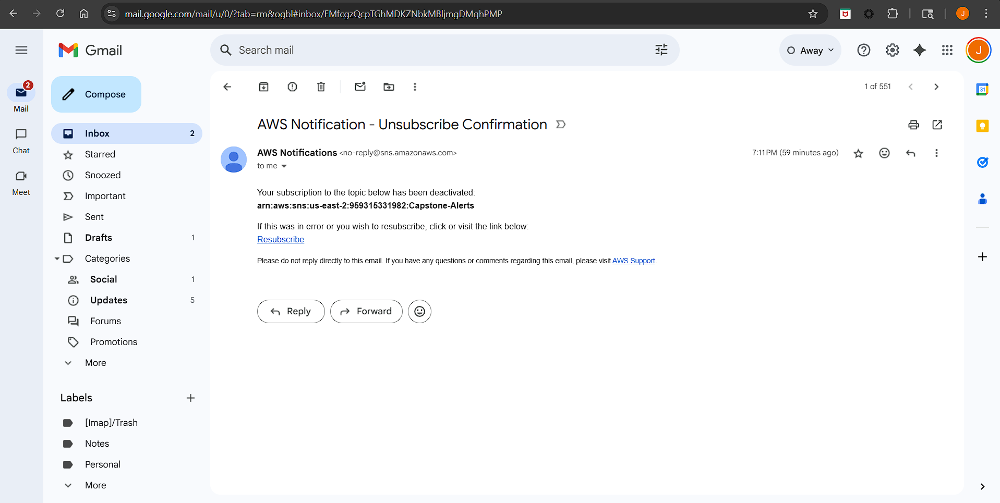 mail.google.com/mail/u/0/?tab=rm&ogbl#inbox/FMfcgzQcpTGhMDKZNbkMBljmgDMqhPMP
J
Gmail
Search mail
Away
J
2
Mail
Chat
Meet
Compose
Inbox 2
Starred
Snoozed
Important
Sent
Drafts 1
Categories
Social 1
Updates 5
Forums
Promotions
More
Labels
[Imap]/Trash
Notes
Personal
More
1 of 551
AWS Notification - Unsubscribe Confirmation
AWS Notifications <no-reply@sns.amazonaws.com>
7:11 PM (59 minutes ago)
to me
Your subscription to the topic below has been deactivated:
arn:aws:sns:us-east-2:959315331982:Capstone-Alerts
If this was in error or you wish to resubscribe, click or visit the link below:
Resubscribe
Please do not reply directly to this email. If you have any questions or comments regarding this email, please visit AWS Support.
Reply
Forward
31